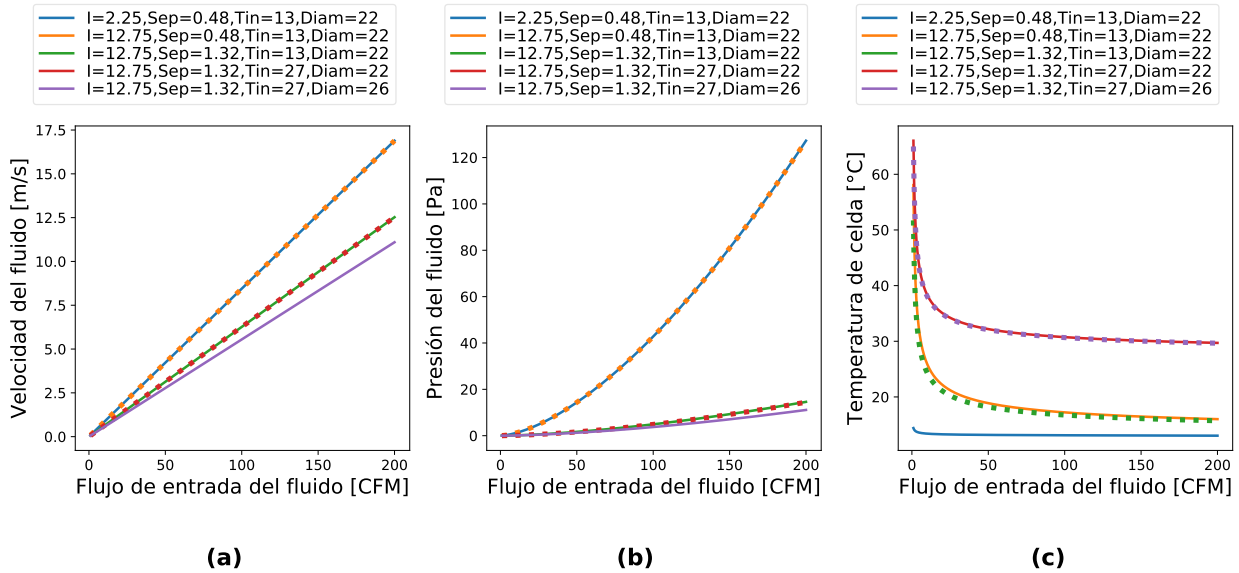 I=2.25,Sep=0.48,Tin=13,Diam=22
I=12.75,Sep=0.48,Tin=13,Diam=22
I=12.75,Sep=1.32,Tin=13,Diam=22
I=12.75,Sep=1.32,Tin=27,Diam=22
I=12.75,Sep=1.32,Tin=27,Diam=26
17.5
15.0
12.5
10.0
7.5
5.0
2.5
0.0
Velocidad del fluido [m/s]
0
50
100
150
200
Flujo de entrada del fluido [CFM]
(a)
I=2.25,Sep=0.48,Tin=13,Diam=22
I=12.75,Sep=0.48,Tin=13,Diam=22
I=12.75,Sep=1.32,Tin=13,Diam=22
I=12.75,Sep=1.32,Tin=27,Diam=22
I=12.75,Sep=1.32,Tin=27,Diam=26
120
100
80
60
40
20
0
Presión del fluido [Pa]
0
50
100
150
200
Flujo de entrada del fluido [CFM]
(b)
I=2.25,Sep=0.48,Tin=13,Diam=22
I=12.75,Sep=0.48,Tin=13,Diam=22
I=12.75,Sep=1.32,Tin=13,Diam=22
I=12.75,Sep=1.32,Tin=27,Diam=22
I=12.75,Sep=1.32,Tin=27,Diam=26
60
50
40
30
20
Temperatura de celda [°C]
0
50
100
150
200
Flujo de entrada del fluido [CFM]
(c)